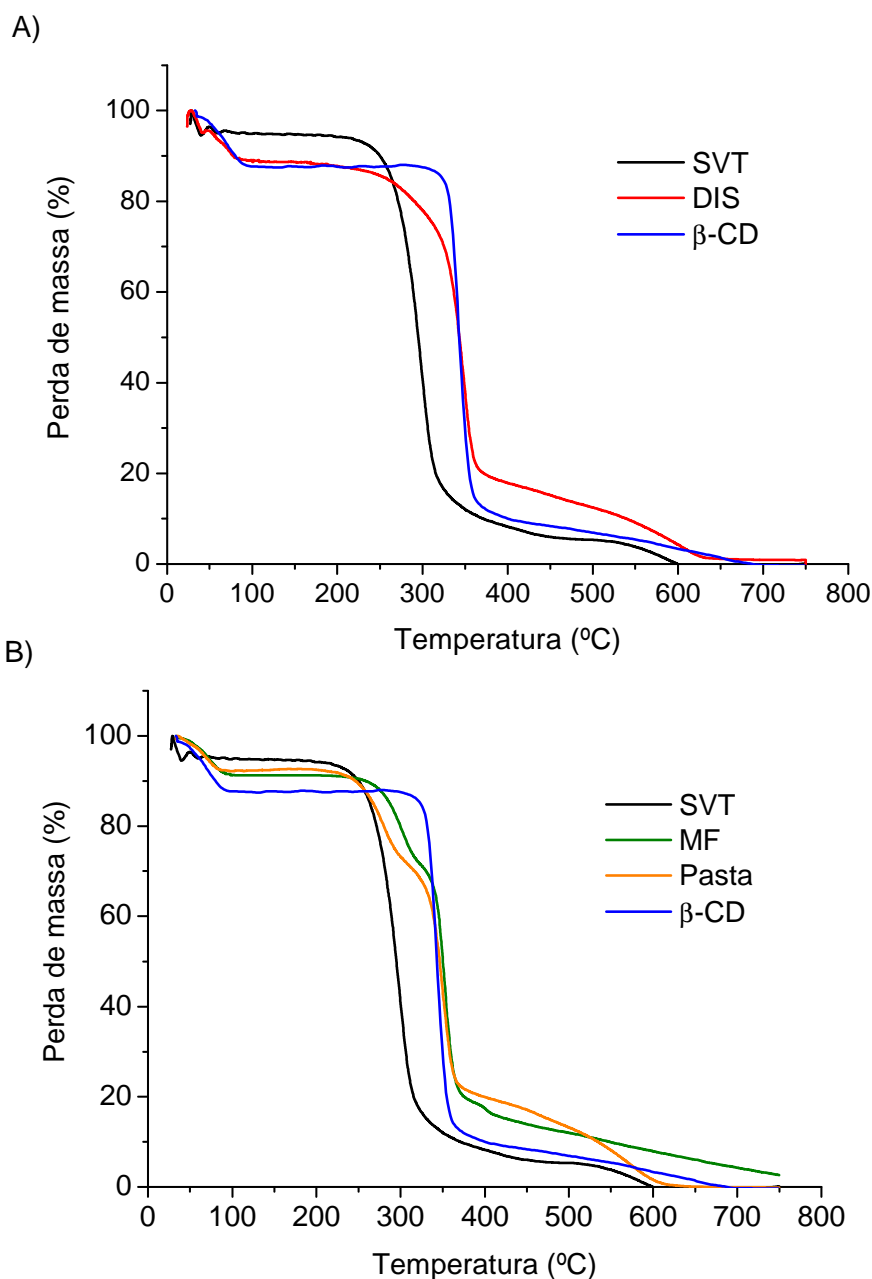 A)
100
80
60
40
20
0
Perda de massa (%)
SVT
DIS
β-CD
0 100 200 300 400 500 600 700 800
Temperatura (ºC)
B)
100
80
60
40
20
0
Perda de massa (%)
SVT
MF
Pasta
β-CD
0 100 200 300 400 500 600 700 800
Temperatura (ºC)